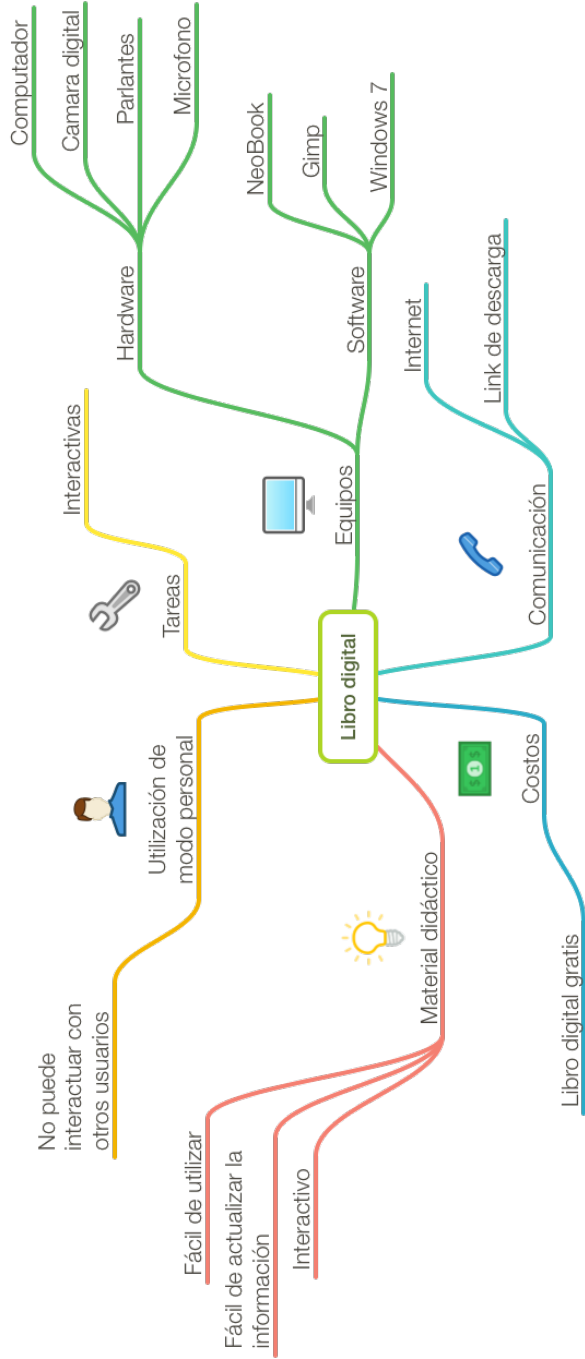 Libro digital
Tareas
Interactivas
Equipos
Hardware
Computador
Camara digital
Parlantes
Microfono
Software
NeoBook
Gimp
Windows 7
Comunicación
Internet
Link de descarga
Utilización de
modo personal
No puede
interactuar con
otros usuarios
Material didáctico
Fácil de utilizar
Fácil de actualizar la
información
Interactivo
Costos
$1$
Libro digital gratis